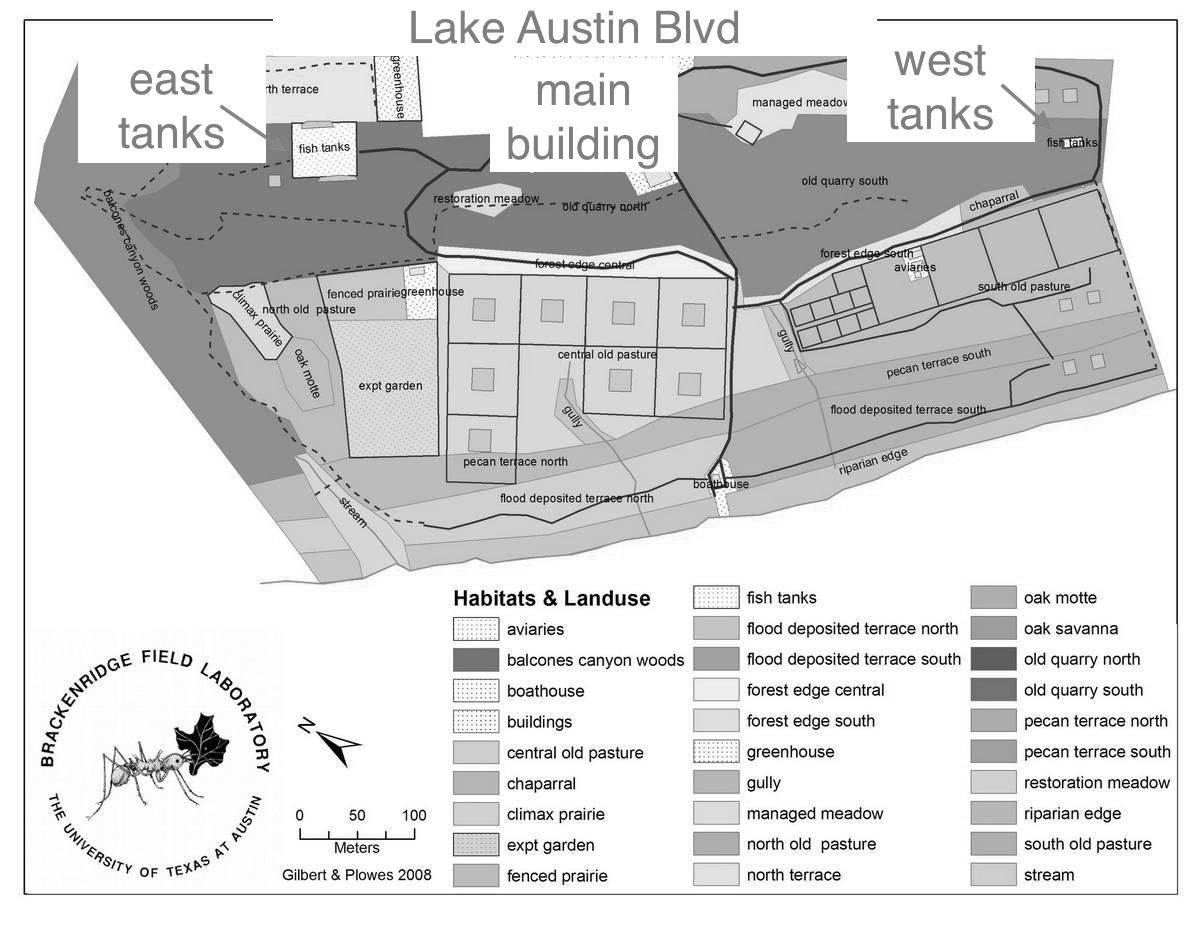 Lake Austin Blvd
east
tanks
main
building
west
tanks
rth terrace
greenhouse
managed meadow
fish tanks
fish tanks
balcones canyon woods
restoration meadow
old quarry north
old quarry south
chaparral
forest edge central
forest edge south
aviaries
south old pasture
climax prairie
fenced prairie
greenhouse
north old pasture
oak motte
expt garden
central old pasture
gully
gully
pecan terrace south
flood deposited terrace south
riparian edge
pecan terrace north
boathouse
flood deposited terrace north
stream
Habitats & Landuse
aviaries
balcones canyon woods
boathouse
buildings
central old pasture
chaparral
climax prairie
expt garden
fenced prairie
fish tanks
flood deposited terrace north
flood deposited terrace south
forest edge central
forest edge south
greenhouse
gully
managed meadow
north old pasture
north terrace
oak motte
oak savanna
old quarry north
old quarry south
pecan terrace north
pecan terrace south
restoration meadow
riparian edge
south old pasture
stream
BRACKENRIDGE FIELD LABORATORY
THE UNIVERSITY OF TEXAS AT AUSTIN
N
0 50 100
Meters
Gilbert & Plowes 2008